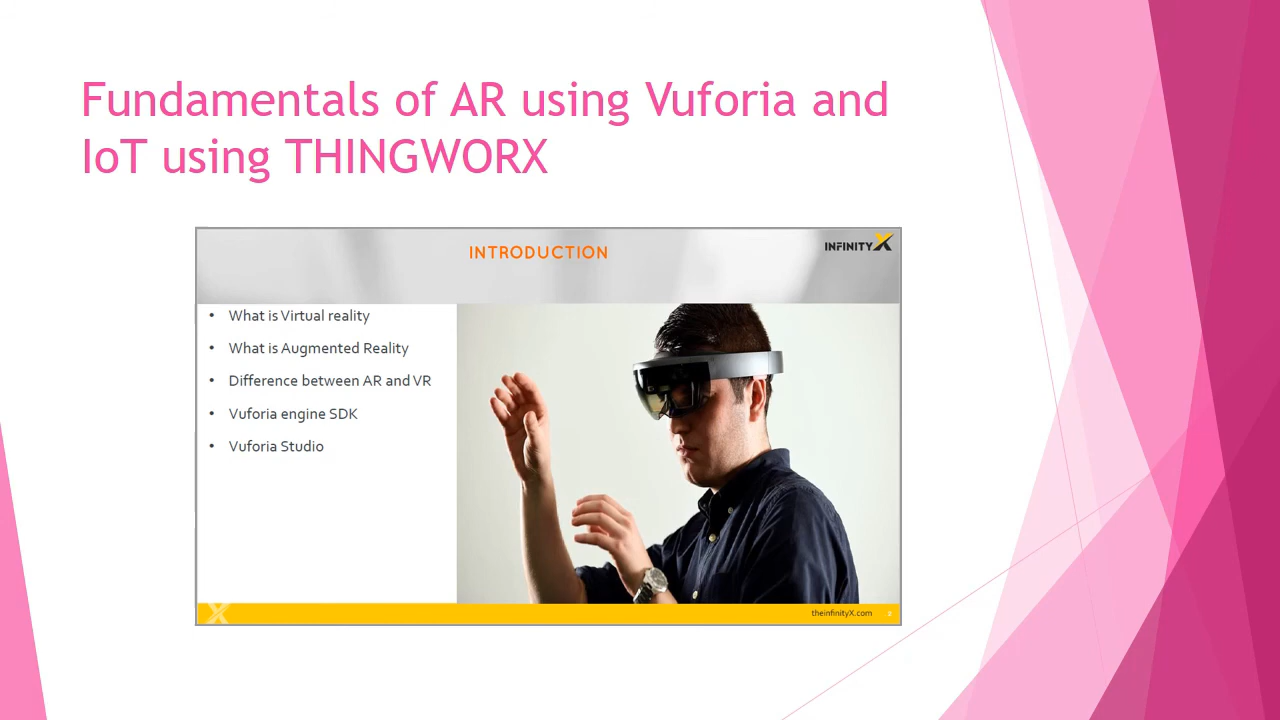 Fundamentals of AR using Vuforia and
IoT using THINGWORX
INTRODUCTION
INFINITYX
• What is Virtual reality
• What is Augmented Reality
• Difference between AR and VR
• Vuforia engine SDK
• Vuforia Studio
X
theinfinityX.com 2